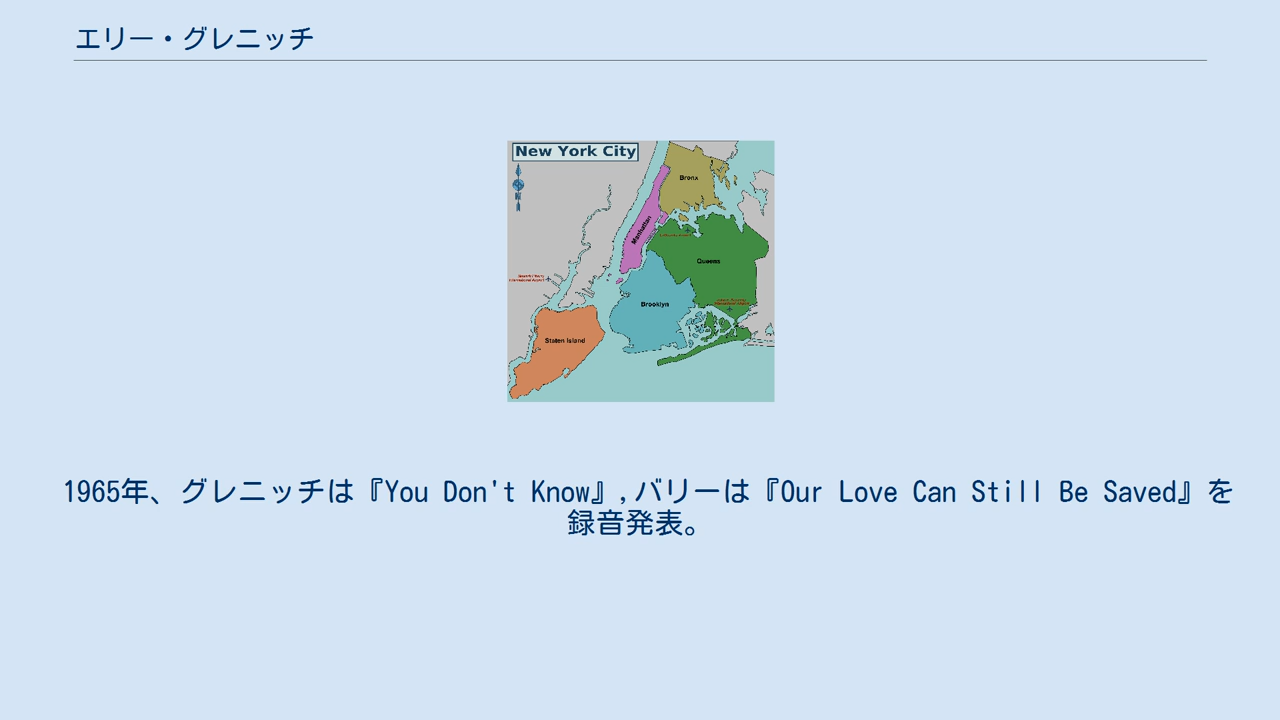 エリー・グレニッチ
New York City
Bronx
Manhattan
Queens
Brooklyn
Staten Island
1965年、グレニッチは『You Don't Know』,バリーは『Our Love Can Still Be Saved』を
録音発表。